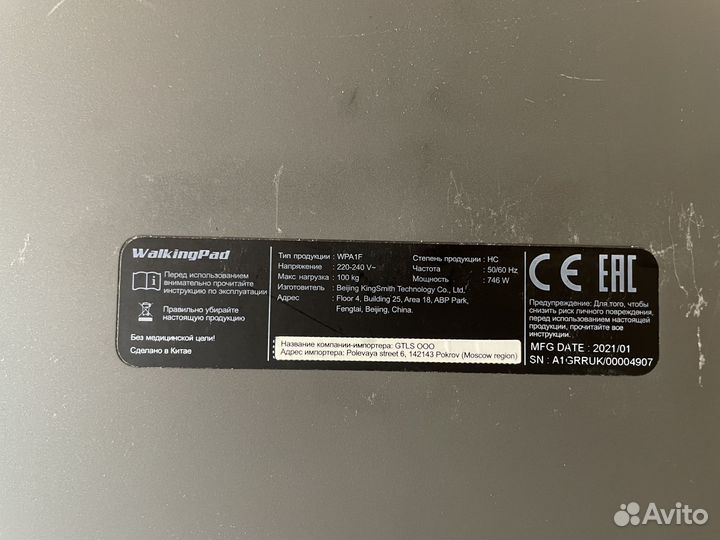 WalkingPad
Перед использованием
внимательно прочитайте
инструкцию по эксплуатации
Правильно убирайте
настоящую продукцию
Без медицинской цели!
Сделано в Китае
Тип продукции : WPA1F
Напряжение : 220-240 V~
Макс нагрузка : 100 kg
Изготовитель : Beijing KingSmith Technology Co., Ltd,
Адрес : Floor 4, Building 25, Area 18, ABP Park,
Fengtai, Beijing, China.
Степень продукции : HC
Частота : 50/60 Hz
Мощность : 746 W
Название компании-импортера: GTLS OOO
Адрес импортера: Polevaya street 6, 142143 Pokrov (Moscow region)
CE EAC
Предупреждение: Для того, чтобы
снизить риск личного повреждения,
перед использованием настоящей
продукции, прочитайте все
инструкции.
MFG DATE : 2021/01
SN : A1GRRUK/00004907
Avito